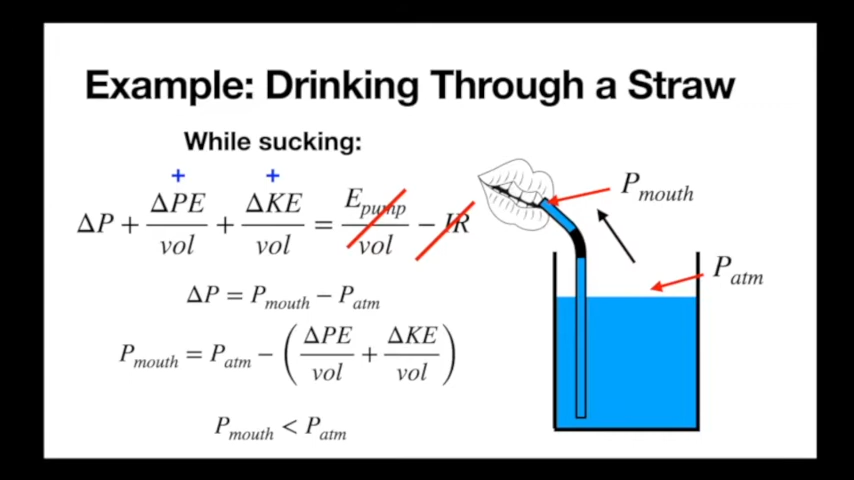 Example: Drinking Through a Straw
While sucking:
+ +
ΔP + ΔPE/vol + ΔKE/vol = E_pump/vol − IR
ΔP = P_mouth − P_atm
P_mouth = P_atm − (ΔPE/vol + ΔKE/vol)
P_mouth < P_atm
P_mouth
P_atm